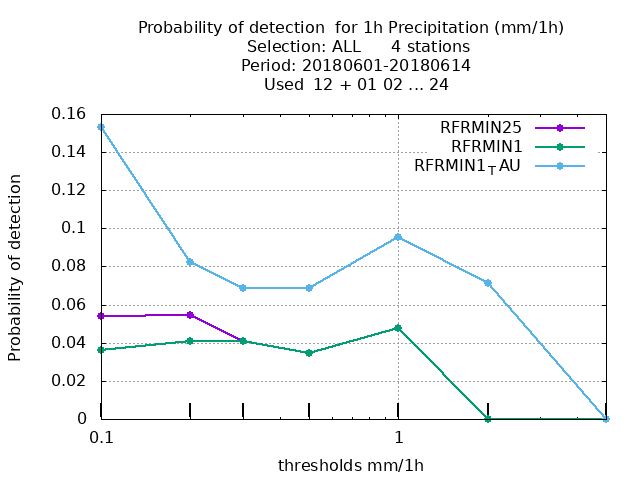 Probability of detection  for 1h Precipitation (mm/1h)
Selection: ALL      4 stations
Period: 20180601-20180614
Used  12 + 01 02 ... 24
RFRMIN25
RFRMIN1
RFRMIN1TAU
Probability of detection
0.16
0.14
0.12
0.1
0.08
0.06
0.04
0.02
0
0.1
1
thresholds mm/1h